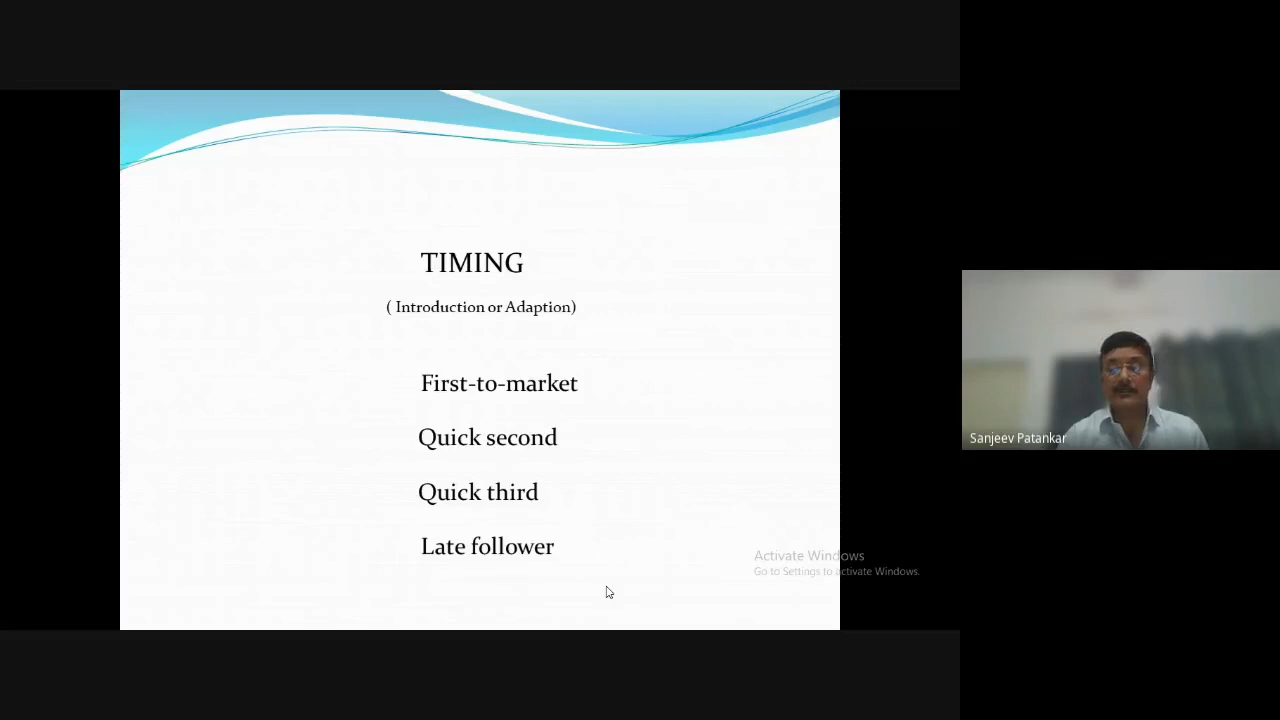 TIMING
( Introduction or Adaption)
First-to-market
Quick second
Quick third
Late follower
Activate Windows
Go to Settings to activate Windows.
Sanjeev Patankar